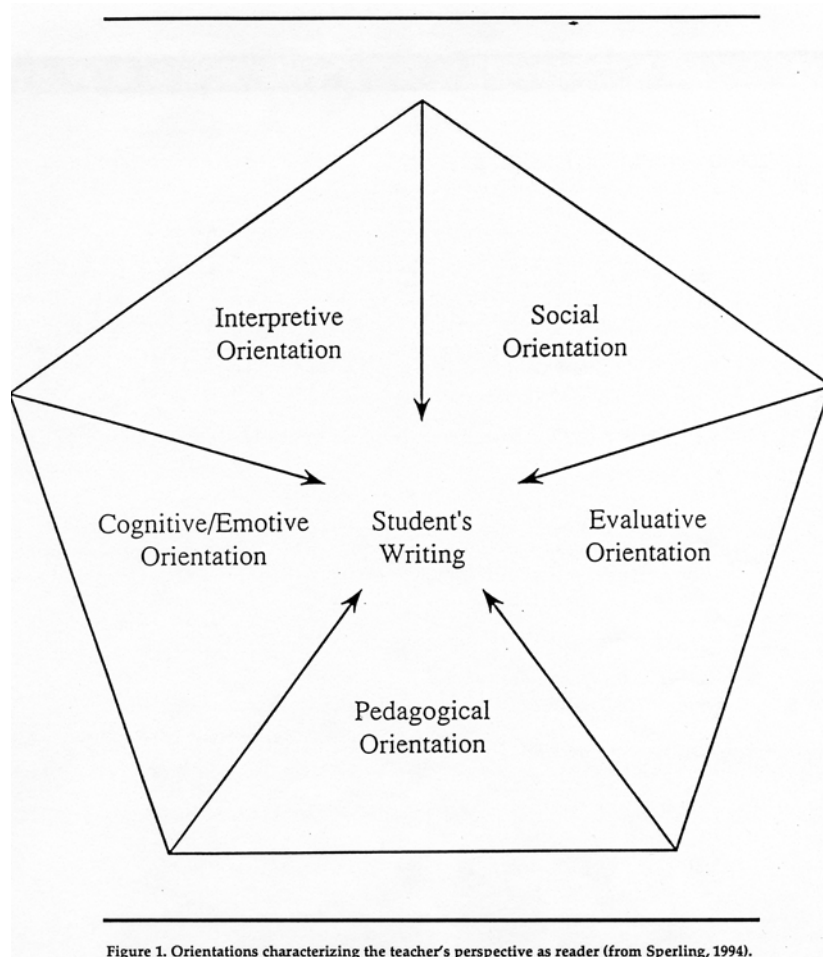 Interpretive
Orientation
Social
Orientation
Cognitive/Emotive
Orientation
Student's
Writing
Evaluative
Orientation
Pedagogical
Orientation
Figure 1. Orientations characterizing the teacher's perspective as reader (from Sperling, 1994).